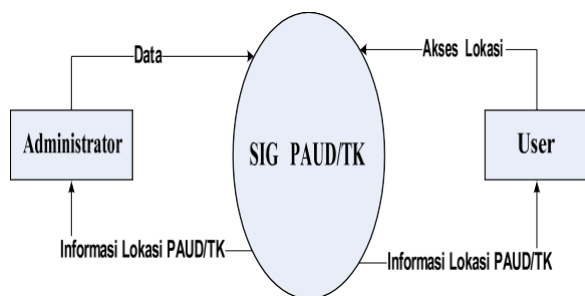 Data
Akses Lokasi
Administrator
SIG PAUD/TK
User
Informasi Lokasi PAUD/TK
Informasi Lokasi PAUD/TK